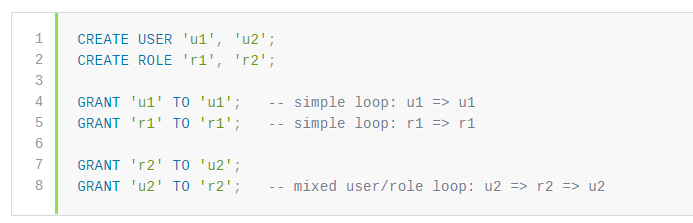 1 CREATE USER 'u1', 'u2';
2 CREATE ROLE 'r1', 'r2';
3
4 GRANT 'u1' TO 'u1';   -- simple loop: u1 => u1
5 GRANT 'r1' TO 'r1';   -- simple loop: r1 => r1
6
7 GRANT 'r2' TO 'u2';
8 GRANT 'u2' TO 'r2';   -- mixed user/role loop: u2 => r2 => u2